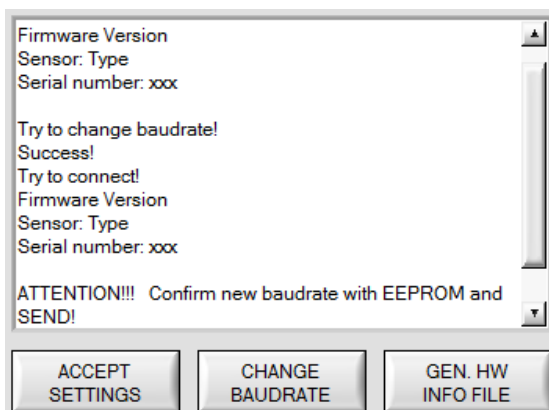 Firmware Version
Sensor: Type
Serial number: xxx
Try to change baudrate!
Success!
Try to connect!
Firmware Version
Sensor: Type
Serial number: xxx
ATTENTION!!!   Confirm new baudrate with EEPROM and
SEND!
ACCEPT
SETTINGS
CHANGE
BAUDRATE
GEN. HW
INFO FILE